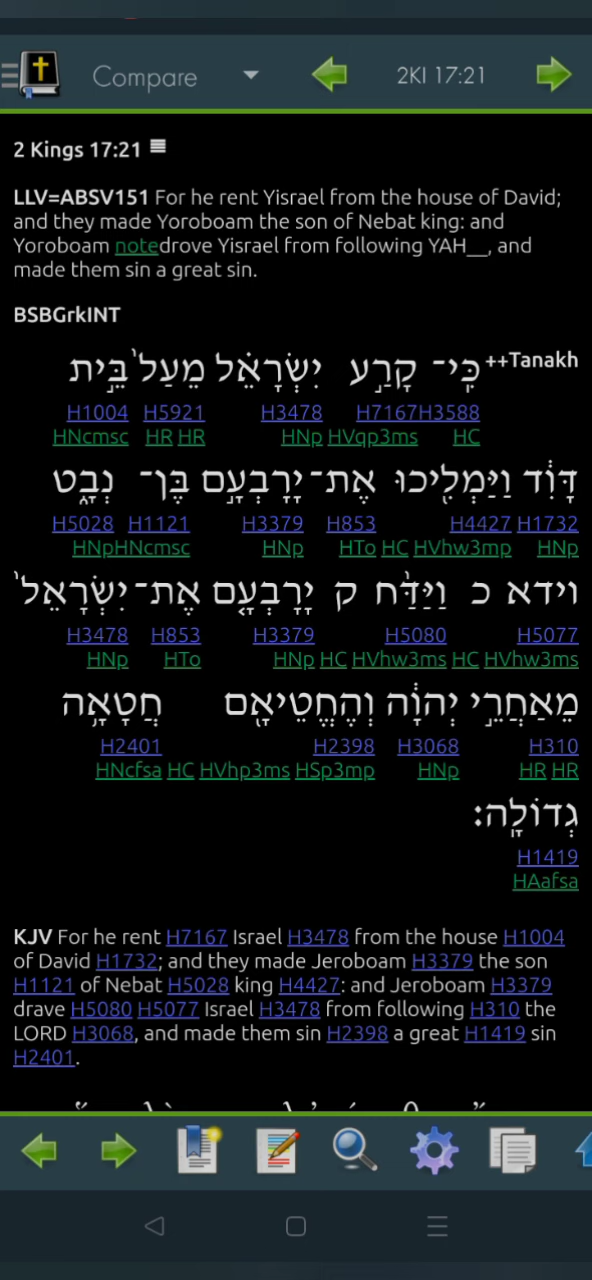 Compare
2KI 17:21
2 Kings 17:21
LLV=ABSV151 For he rent Yisrael from the house of David;
and they made Yoroboam the son of Nebat king: and
Yoroboam notedrove Yisrael from following YAH__, and
made them sin a great sin.
BSBGrkINT
++Tanakh כִּֽי־ קָרַ֣ע יִשְׂרָאֵ֗ל מֵעַל֙ בֵּ֣ית
H1004 H5921 H3478 H7167H3588
HNcmsc HR HR HNp HVqp3ms HC
דָּוִ֔ד וַיַּמְלִ֖יכוּ אֶת־ יָרָבְעָ֣ם בֶּן־ נְבָ֑ט
H5028 H1121 H3379 H853 H4427 H1732
HNpHNcmsc HNp HTo HC HVhw3mp HNp
וידא כ וַיַּדַּ֨ח ק יָרָבְעָ֤ם אֶת־ יִשְׂרָאֵל֙
H3478 H853 H3379 H5080 H5077
HNp HTo HNp HC HVhw3ms HC HVhw3ms
מֵאַחֲרֵ֣י יְהוָ֔ה וְהֶחֱטֵיאָ֖ם חֲטָאָ֥ה
H2401 H2398 H3068 H310
HNcfsa HC HVhp3ms HSp3mp HNp HR HR
גְדוֹלָֽה׃
H1419
HAafsa
KJV For he rent H7167 Israel H3478 from the house H1004
of David H1732; and they made Jeroboam H3379 the son
H1121 of Nebat H5028 king H4427: and Jeroboam H3379
drave H5080 H5077 Israel H3478 from following H310 the
LORD H3068, and made them sin H2398 a great H1419 sin
H2401.